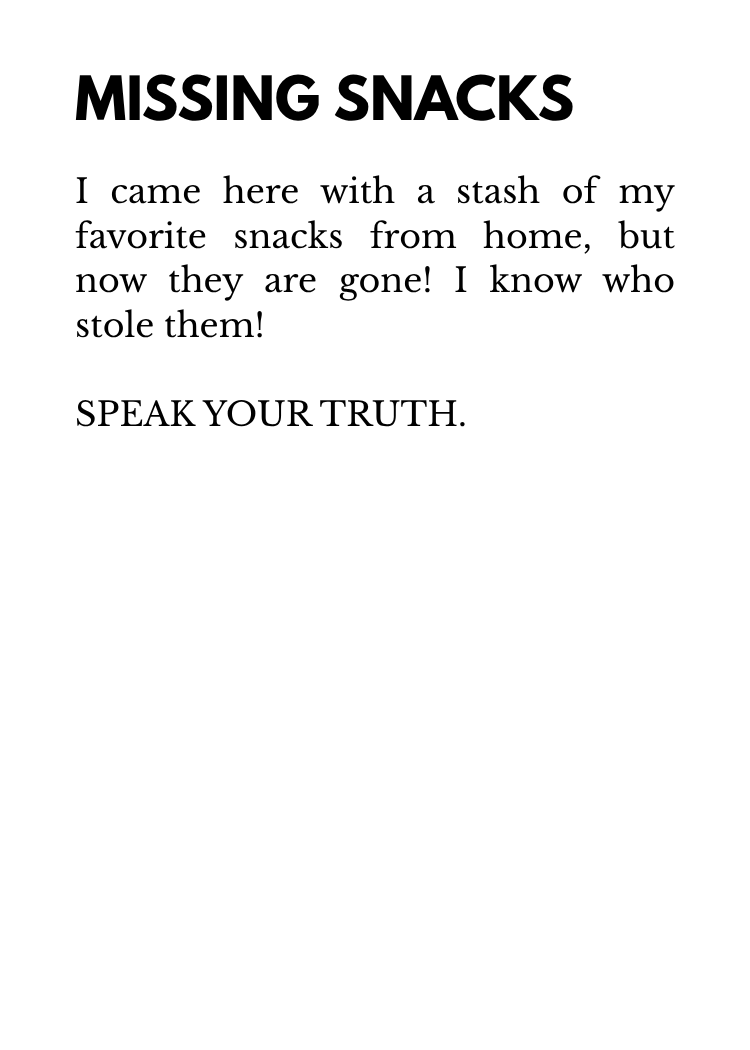 MISSING SNACKS
I came here with a stash of my
favorite snacks from home, but
now they are gone! I know who
stole them!
SPEAK YOUR TRUTH.